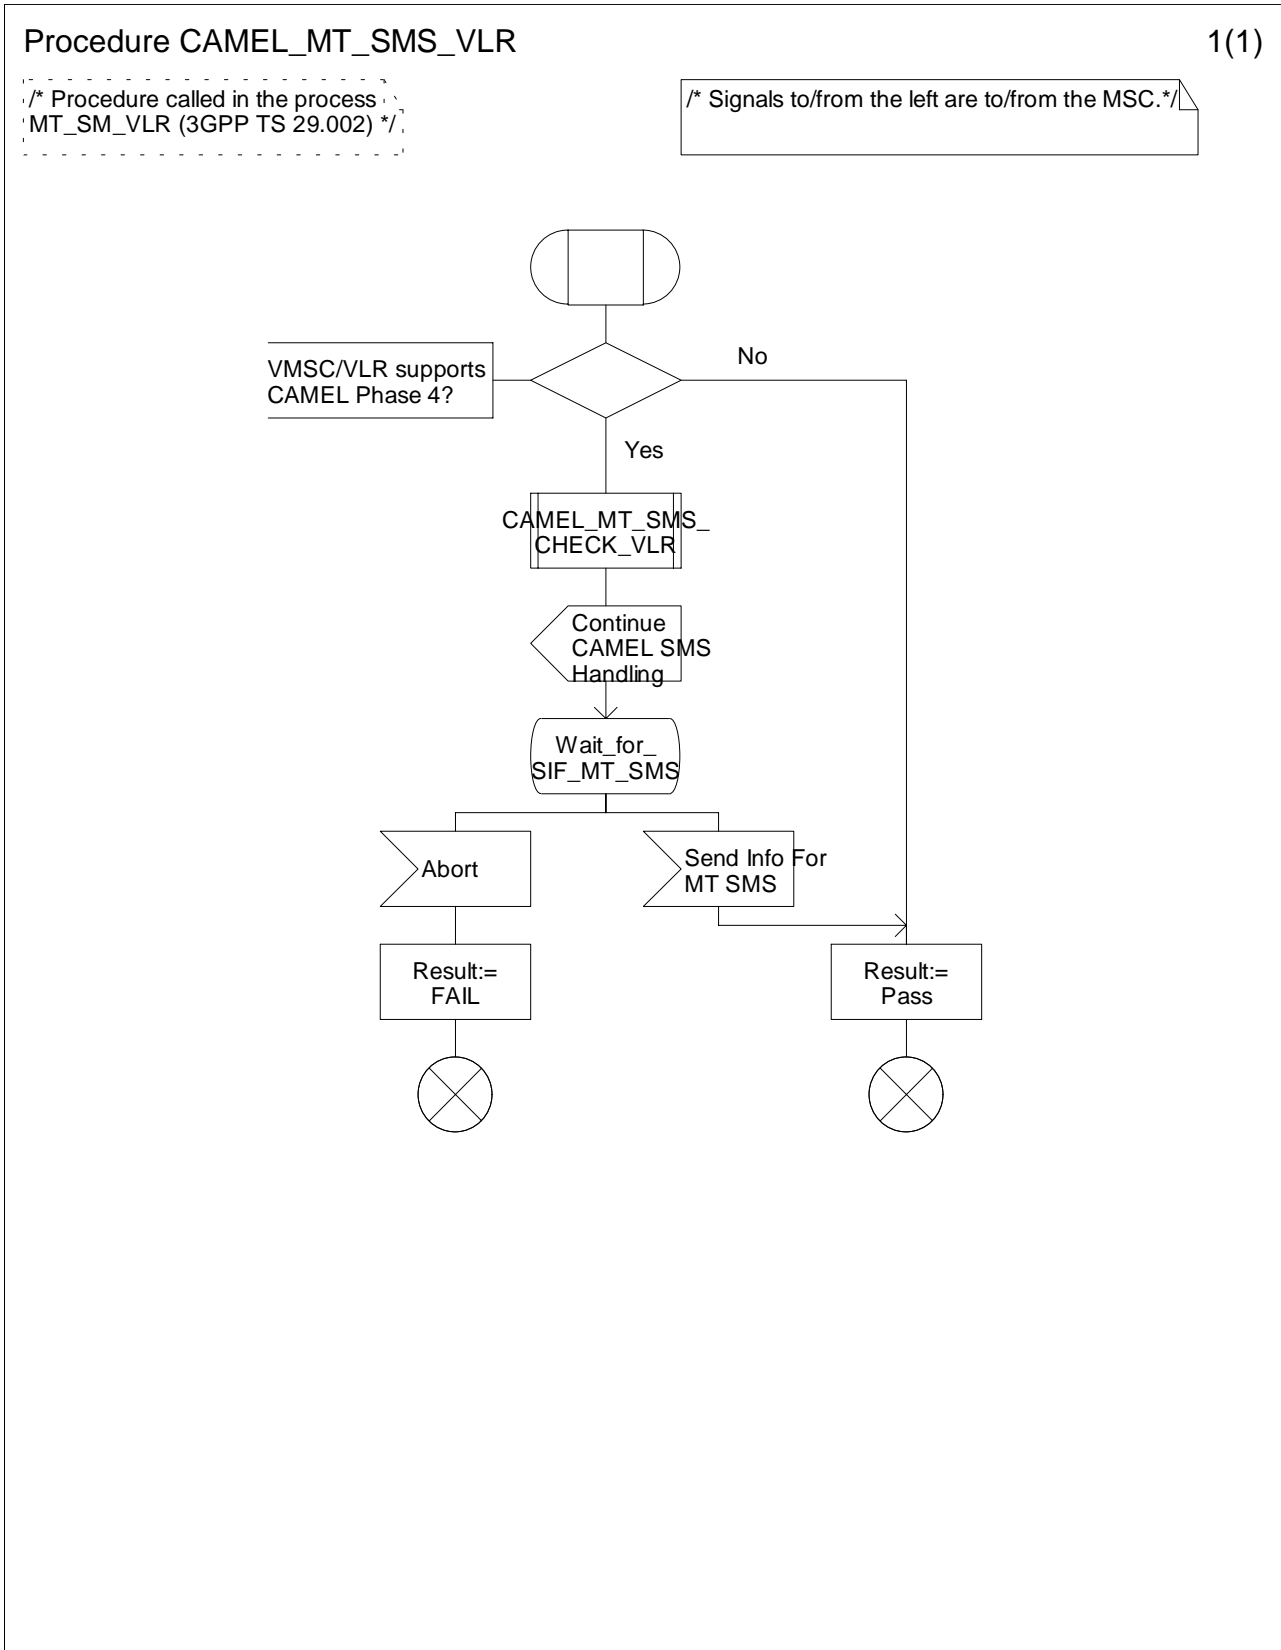 Procedure CAMEL_MT_SMS_VLR
1(1)
/* Procedure called in the process
MT_SM_VLR (3GPP TS 29.002) */
/* Signals to/from the left are to/from the MSC.*/
VMSC/VLR supports
CAMEL Phase 4?
No
Yes
CAMEL_MT_SMS_
CHECK_VLR
Continue
CAMEL SMS
Handling
Wait_for_
SIF_MT_SMS
Abort
Send Info For
MT SMS
Result:=
FAIL
Result:=
Pass